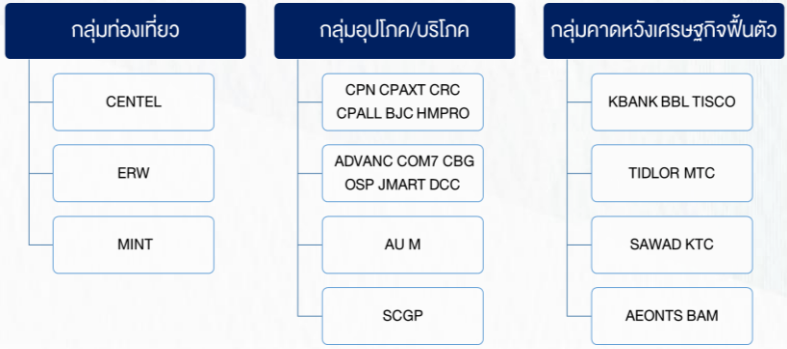 กลุ่มท่องเที่ยว
CENTEL
ERW
MINT
กลุ่มอุปโภค/บริโภค
CPN CPAXT CRC
CPALL BJC HMPRO
ADVANC COM7 CBG
OSP JMART DCC
AU M
SCGP
กลุ่มคาดหวังเศรษฐกิจฟื้นตัว
KBANK BBL TISCO
TIDLOR MTC
SAWAD KTC
AEONTS BAM